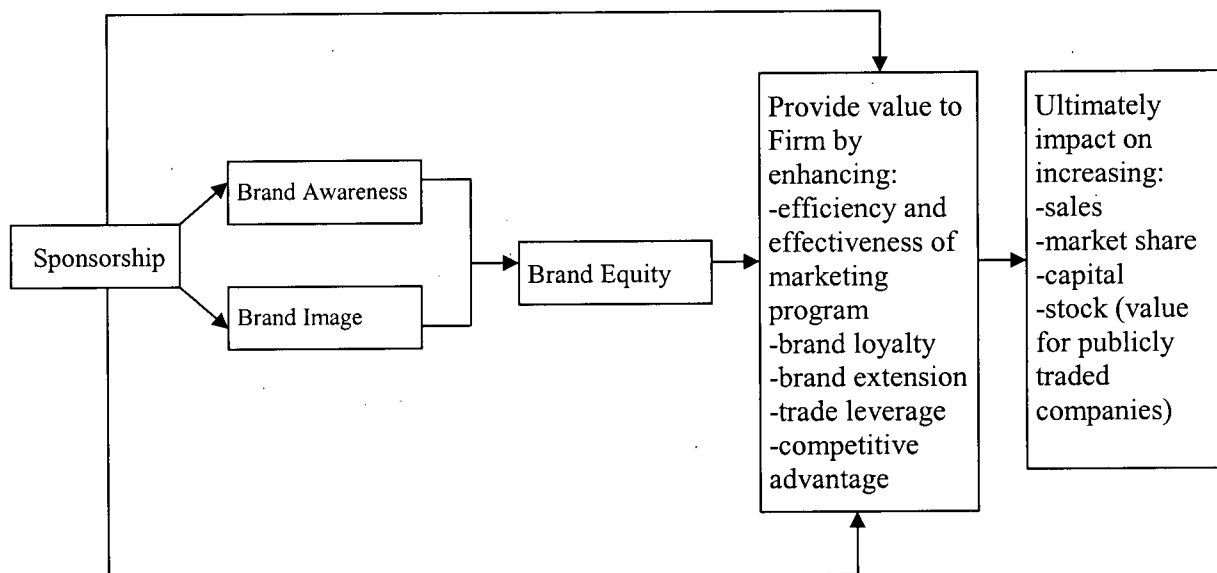 Sponsorship
Brand Awareness
Brand Image
Brand Equity
Provide value to
Firm by
enhancing:
-efficiency and
effectiveness of
marketing
program
-brand loyalty
-brand extension
-trade leverage
-competitive
advantage
Ultimately
impact on
increasing:
-sales
-market share
-capital
-stock (value
for publicly
traded
companies)